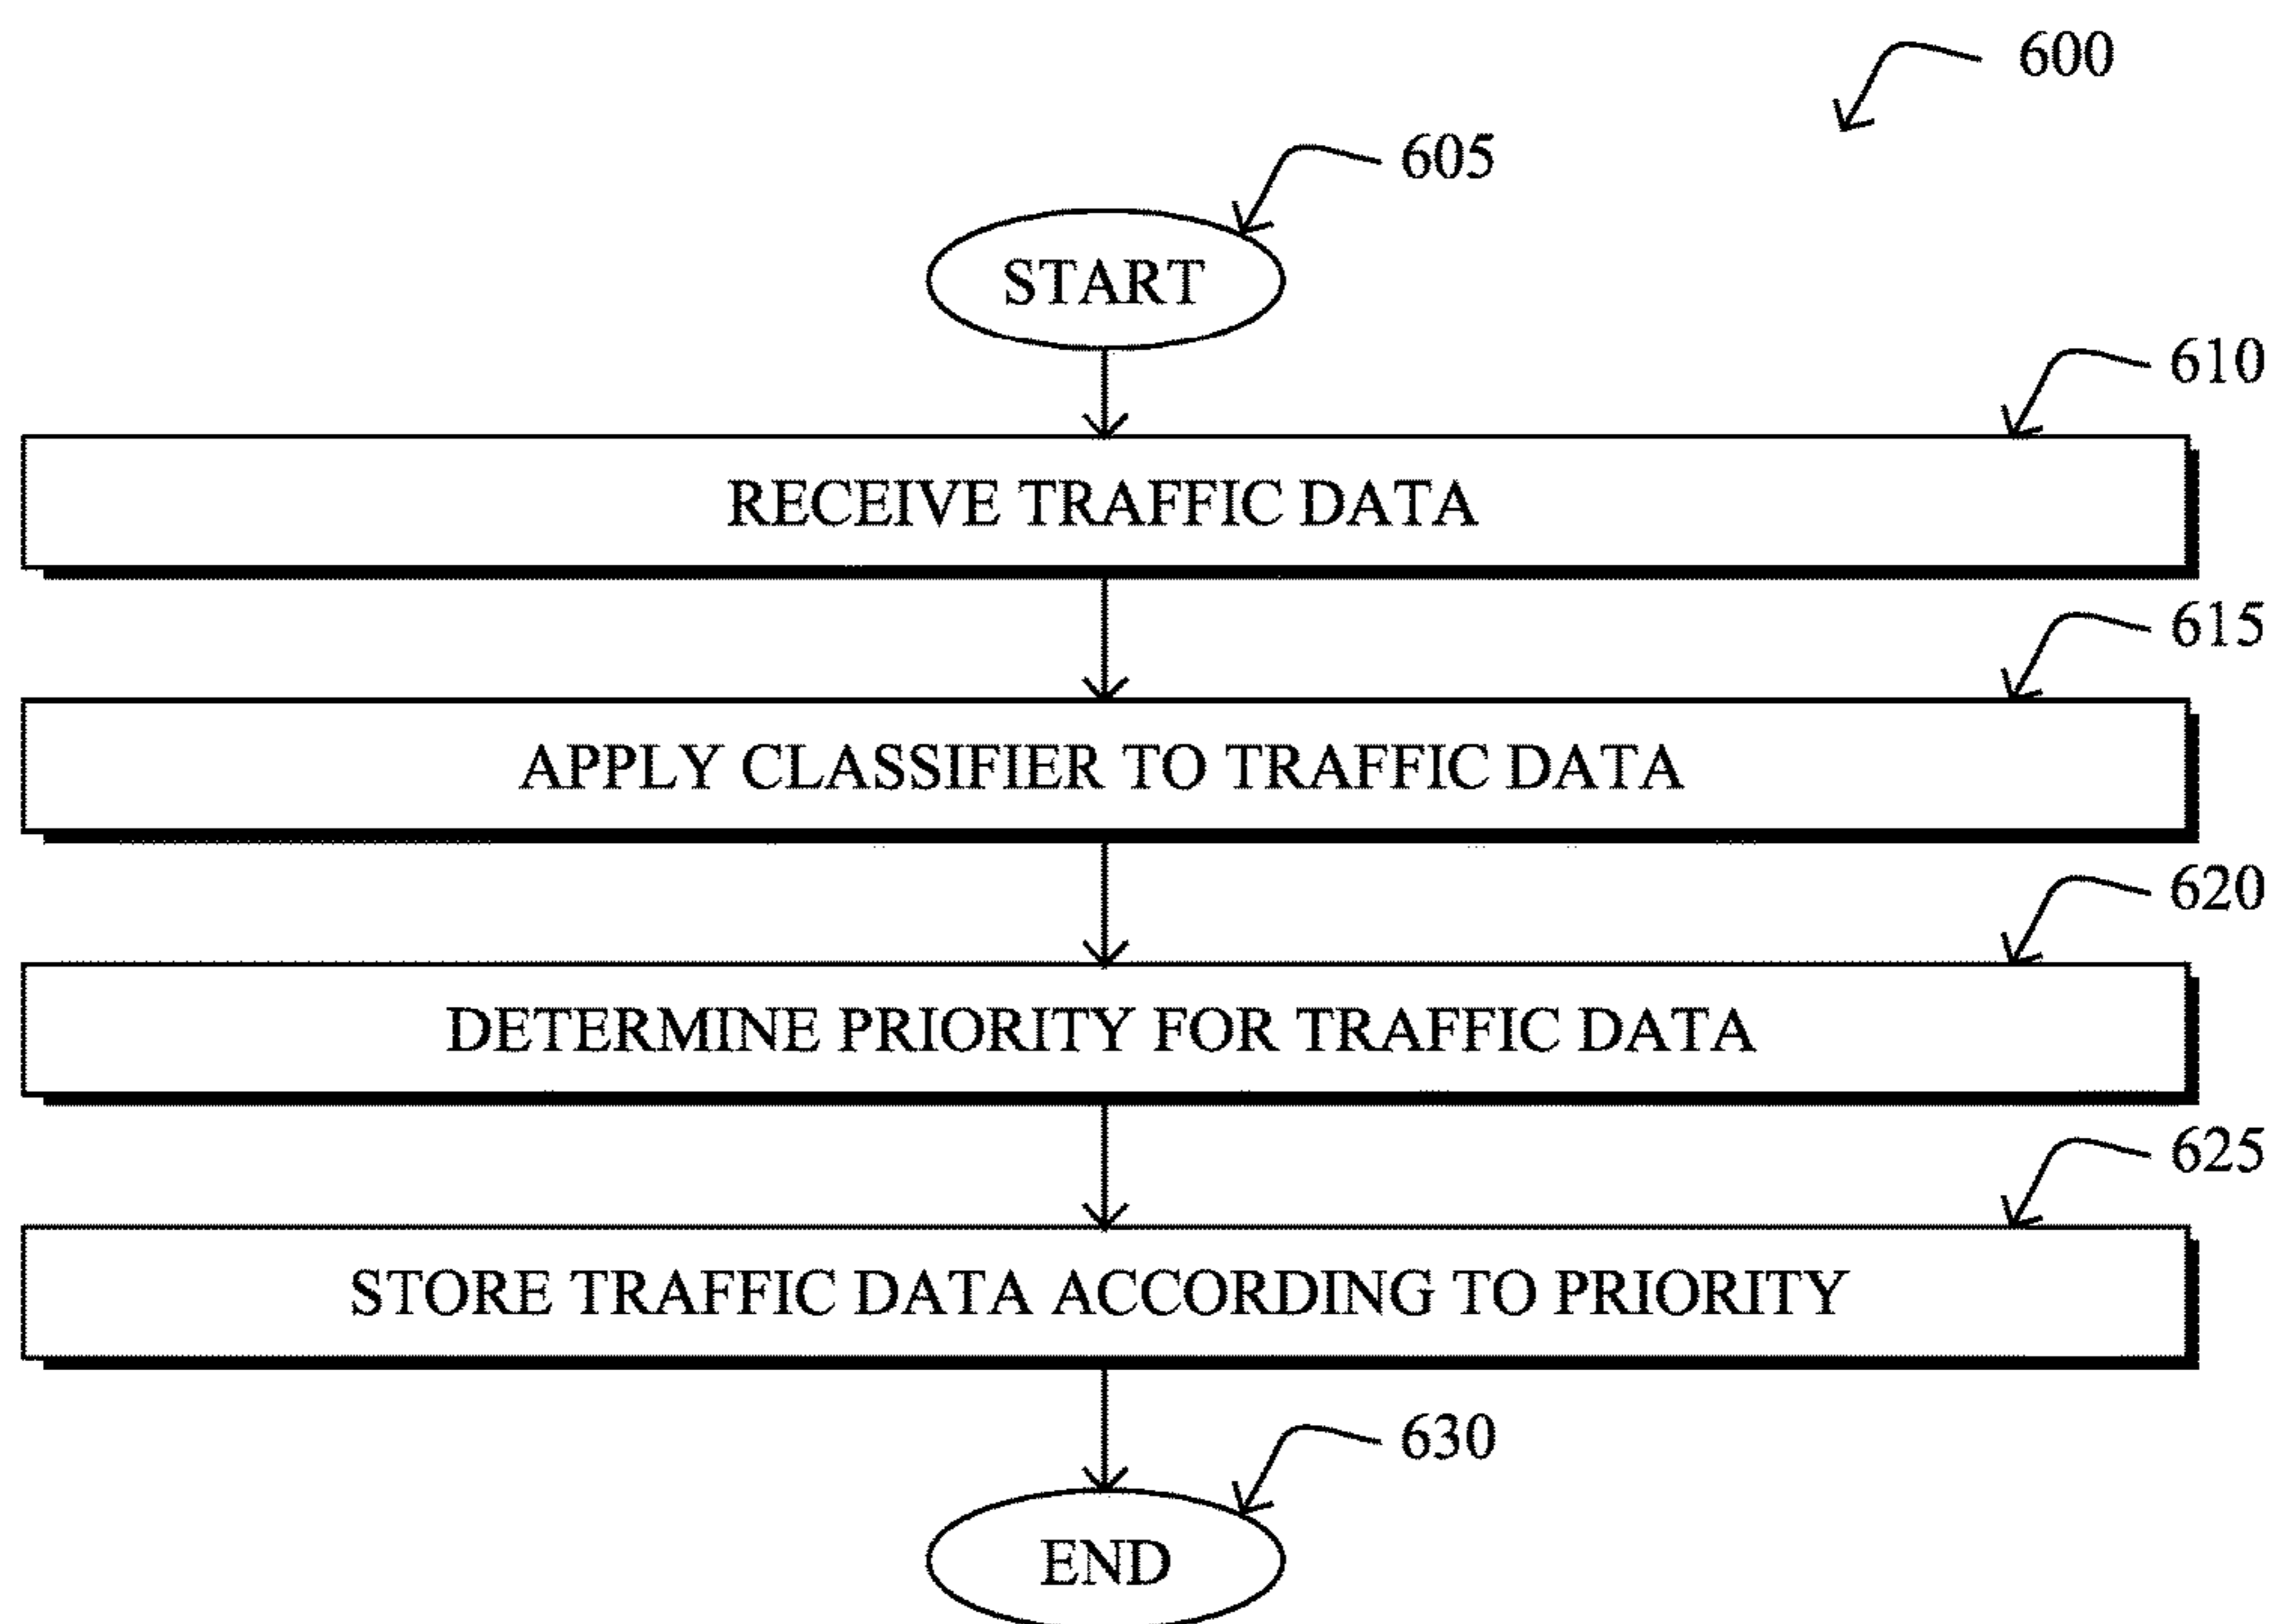 600
605
START
610
RECEIVE TRAFFIC DATA
615
APPLY CLASSIFIER TO TRAFFIC DATA
620
DETERMINE PRIORITY FOR TRAFFIC DATA
625
STORE TRAFFIC DATA ACCORDING TO PRIORITY
630
END